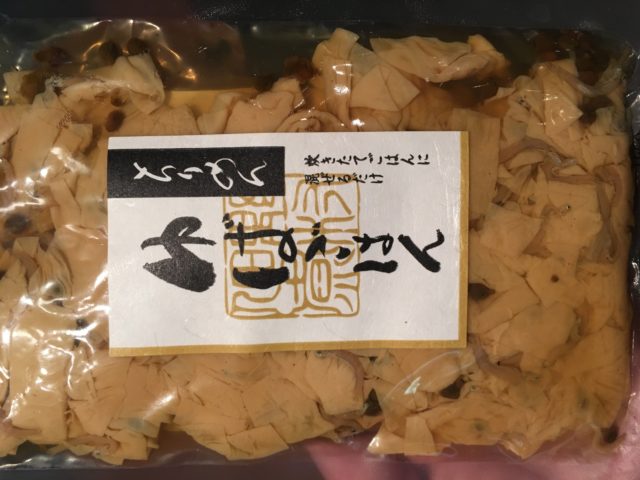 炊きたてごはんに
混ぜるだけ
ゆばごはん
とりめん